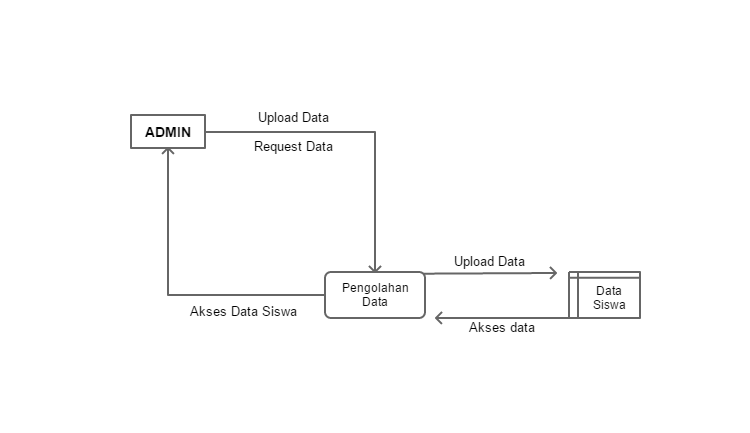 Upload Data
ADMIN
Request Data
Upload Data
Pengolahan
Data
Data
Siswa
Akses Data Siswa
Akses data